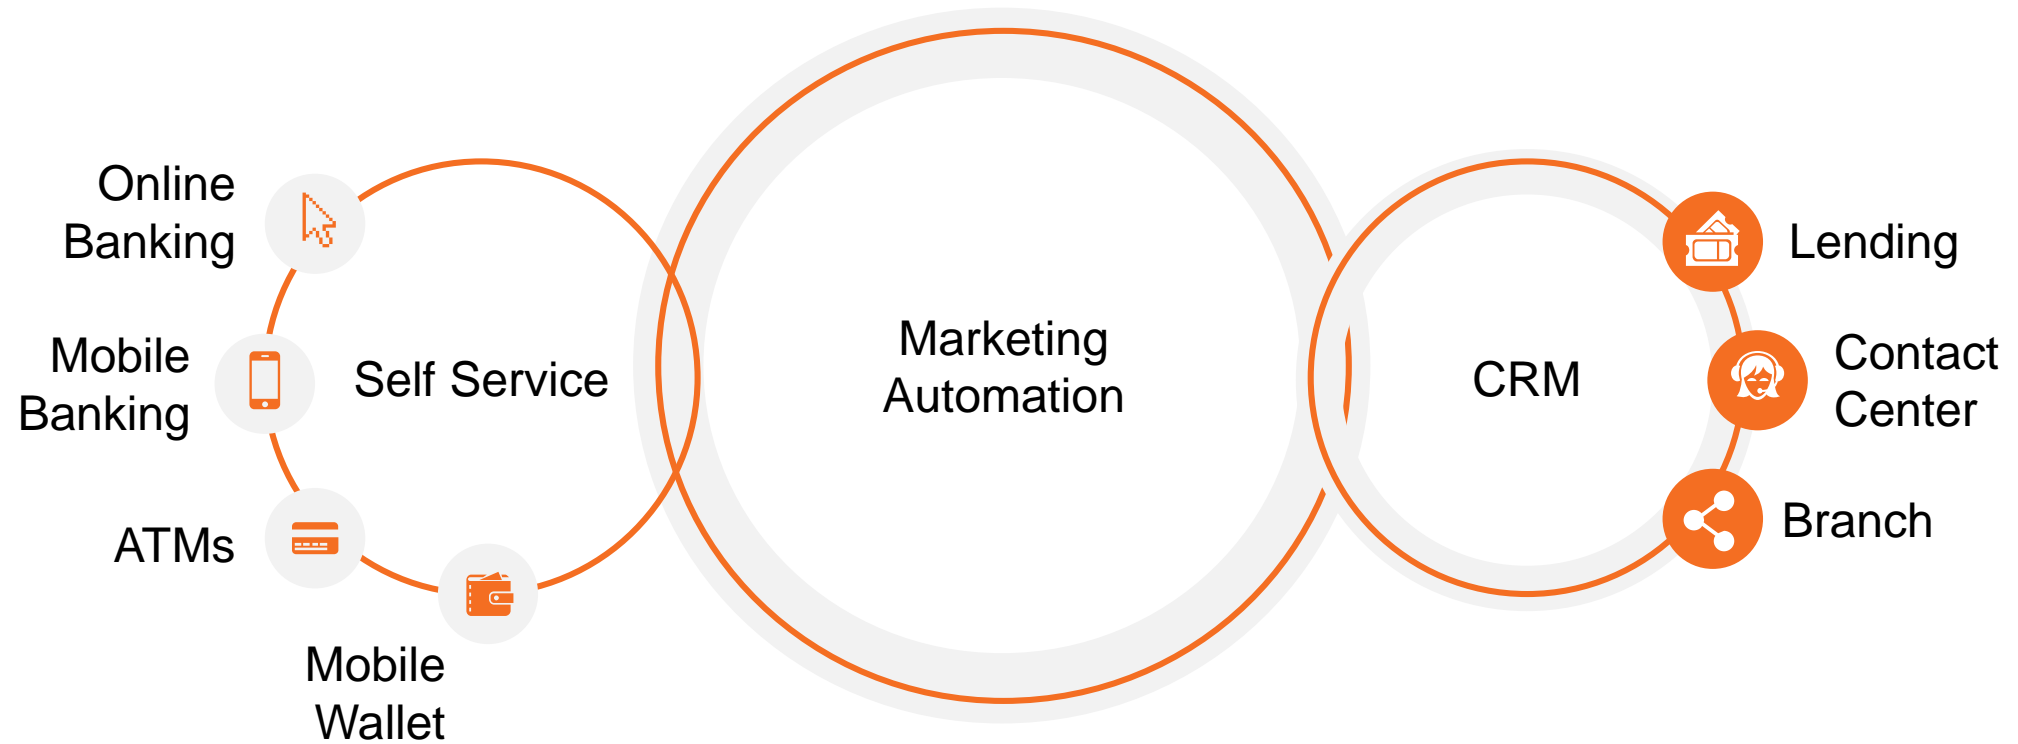 Online
Banking
Mobile
Banking
ATMs
Mobile
Wallet
Self Service
Marketing
Automation
CRM
Lending
Contact
Center
Branch